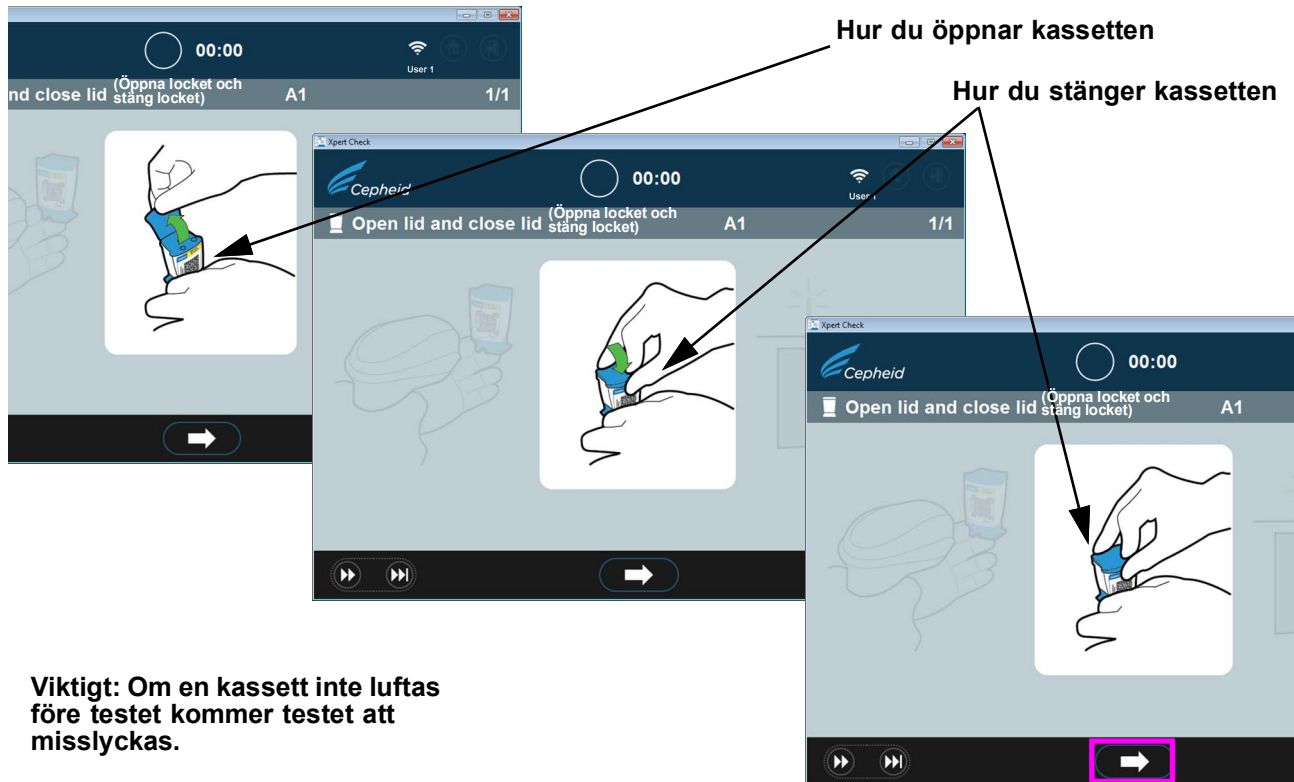 Hur du öppnar kassetten
Hur du stänger kassetten
00:00
User 1
nd close lid (Öppna locket och
stäng locket) A1 1/1
Xpert Check
Cepheid
00:00
User 1
Open lid and close lid (Öppna locket och
stäng locket) A1 1/1
Xpert Check
Cepheid
00:00
Open lid and close lid (Öppna locket och
stäng locket) A1
Viktigt: Om en kassett inte luftas
före testet kommer testet att
misslyckas.